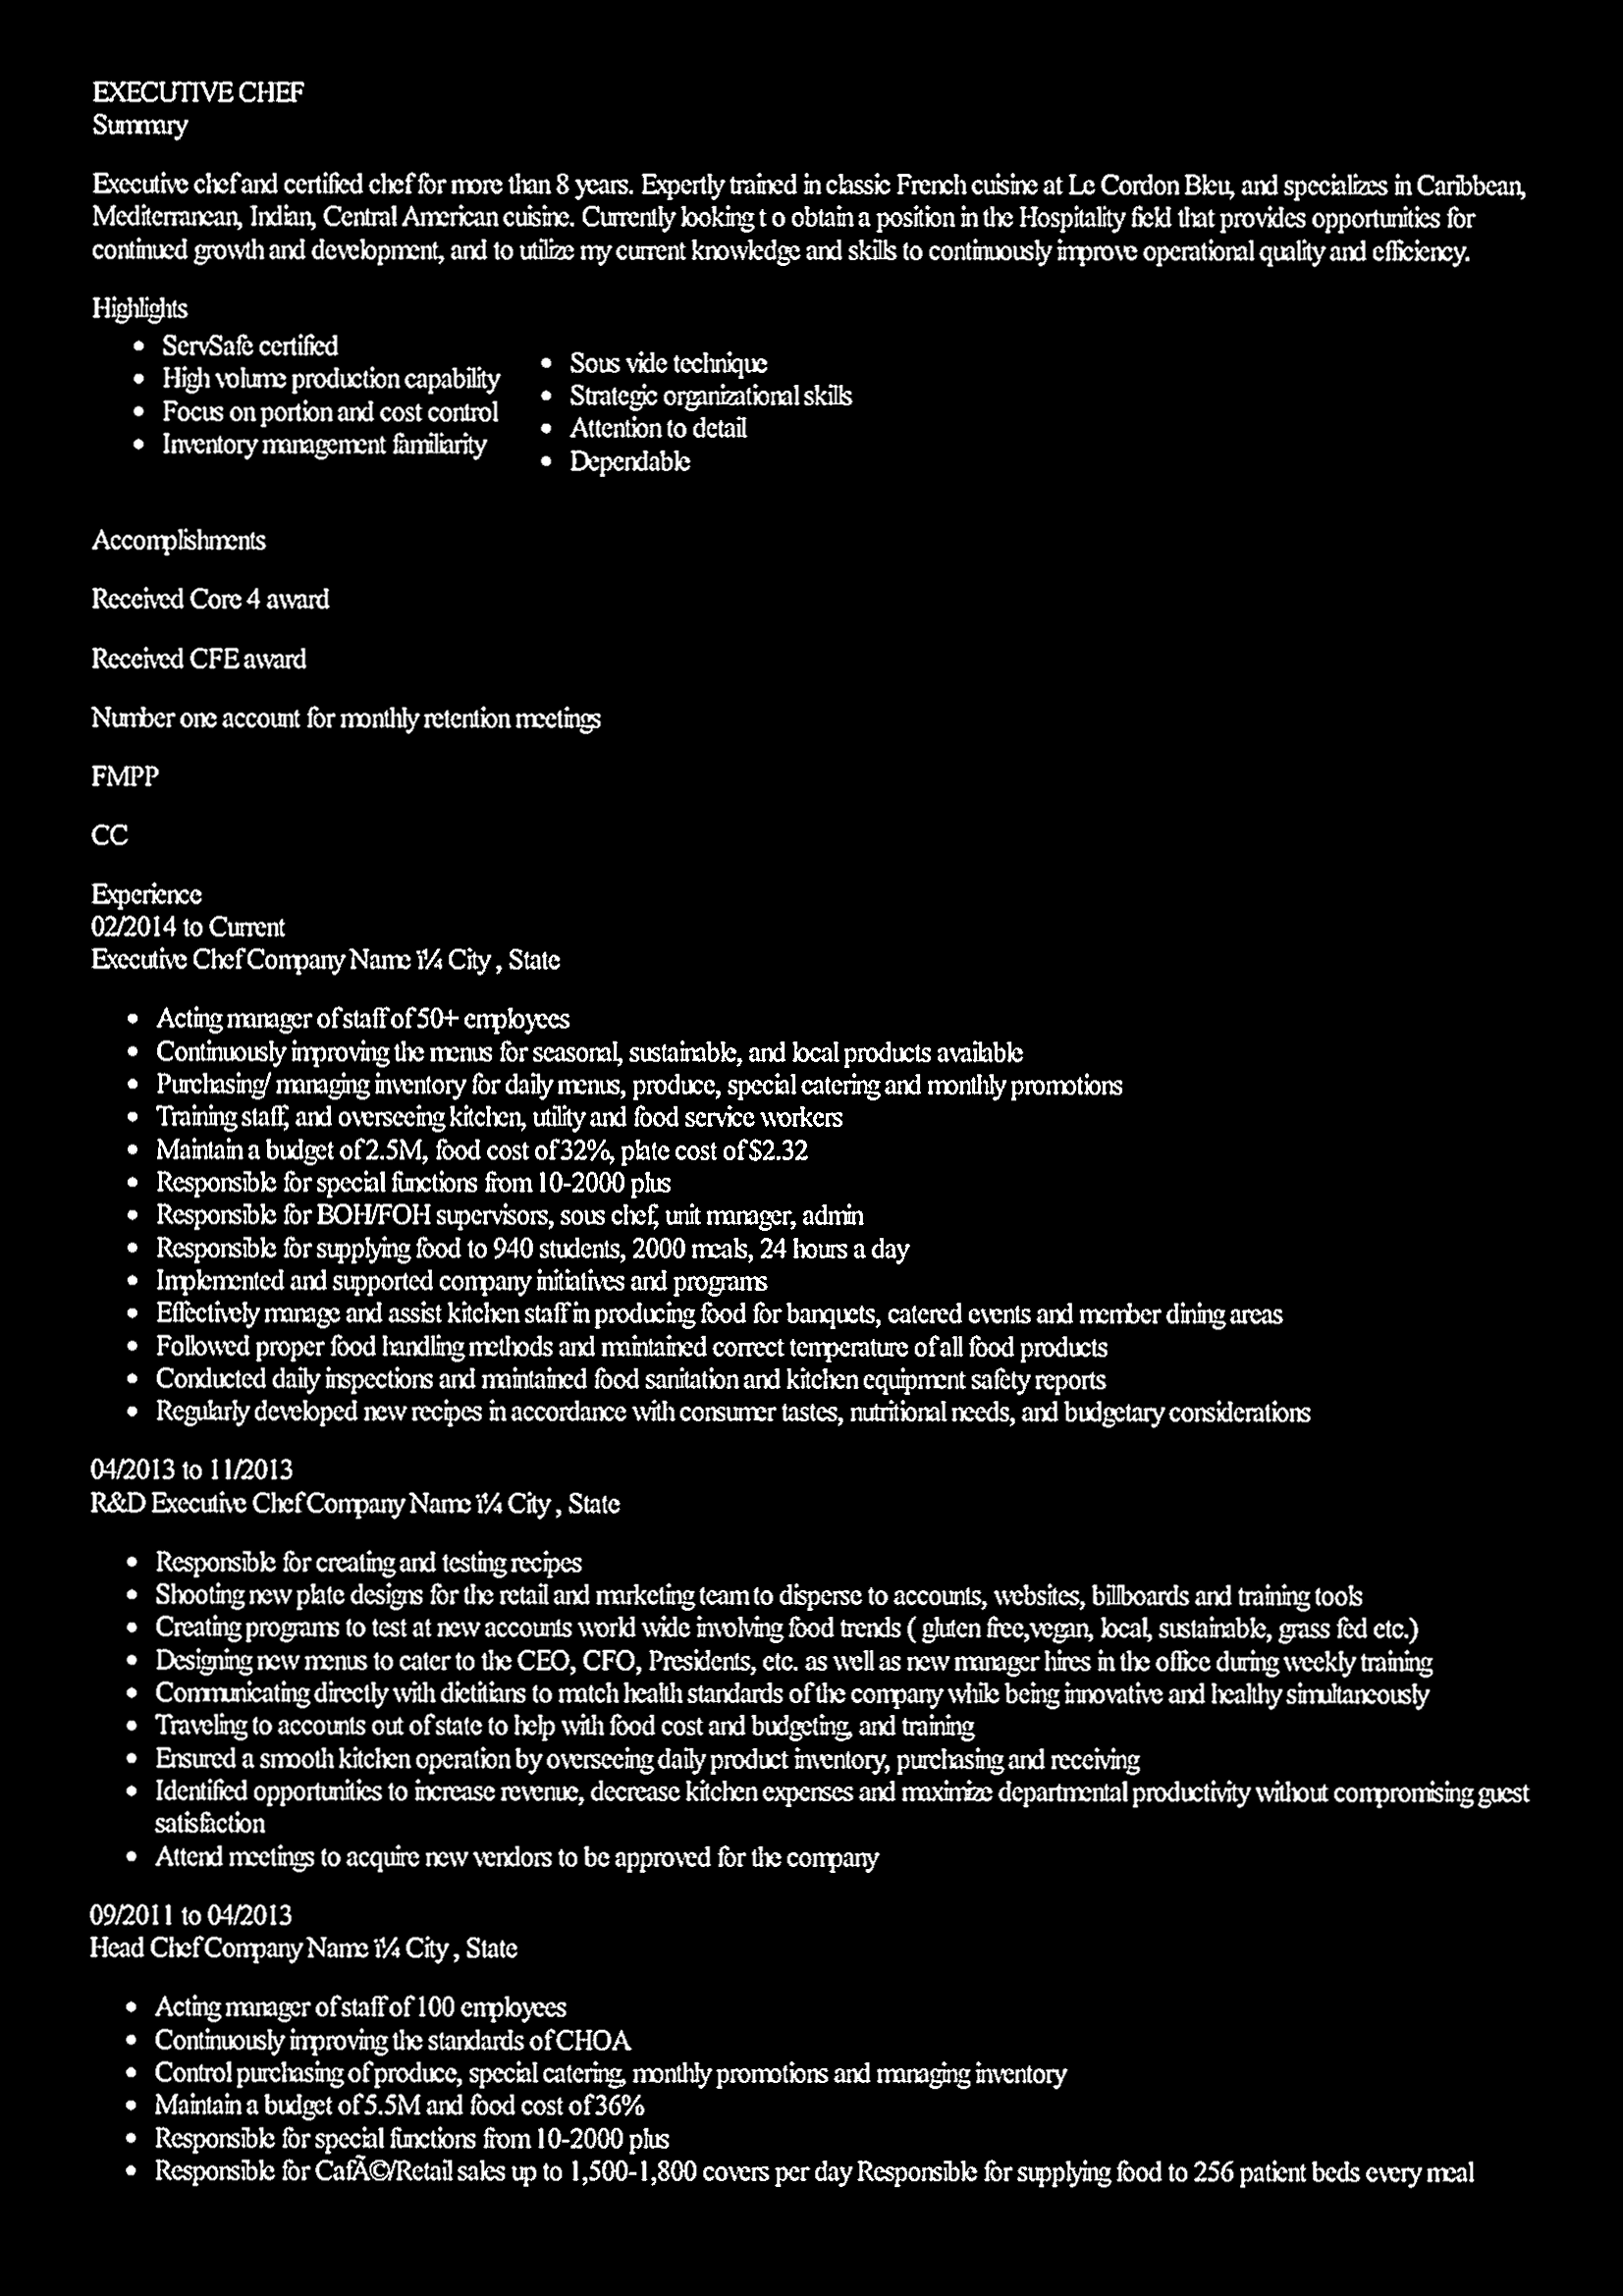 EXECUTIVE CHEF
Summary
Executive chef and certified chef for more than 8 years. Expertly trained in classic French cuisine at Le Cordon Bleu, and specializes in Caribbean,
Mediterranean, Indian, Central American cuisine. Currently looking t o obtain a position in the Hospitality field that provides opportunities for
continued growth and development, and to utilize my current knowledge and skills to continuously improve operational quality and efficiency.
Highlights
• ServSafe certified
• High volume production capability
• Focus on portion and cost control
• Inventory management familiarity
• Sous vide technique
• Strategic organizational skills
• Attention to detail
• Dependable
Accomplishments
Received Core 4 award
Received CFE award
Number one account for monthly retention meetings
FMPP
CC
Experience
02/2014 to Current
Executive Chef Company Name ï¼ City , State
• Acting manager of staff of 50+ employees
• Continuously improving the menus for seasonal, sustainable, and local products available
• Purchasing/ managing inventory for daily menus, produce, special catering and monthly promotions
• Training staff, and overseeing kitchen, utility and food service workers
• Maintain a budget of 2.5M, food cost of 32%, plate cost of $2.32
• Responsible for special functions from 10-2000 plus
• Responsible for BOH/FOH supervisors, sous chef, unit manager, admin
• Responsible for supplying food to 940 students, 2000 meals, 24 hours a day
• Implemented and supported company initiatives and programs
• Effectively manage and assist kitchen staff in producing food for banquets, catered events and member dining areas
• Followed proper food handling methods and maintained correct temperature of all food products
• Conducted daily inspections and maintained food sanitation and kitchen equipment safety reports
• Regularly developed new recipes in accordance with consumer tastes, nutritional needs, and budgetary considerations
04/2013 to 11/2013
R&D Executive Chef Company Name ï¼ City , State
• Responsible for creating and testing recipes
• Shooting new plate designs for the retail and marketing team to disperse to accounts, websites, billboards and training tools
• Creating programs to test at new accounts world wide involving food trends ( gluten free,vegan, local, sustainable, grass fed etc.)
• Designing new menus to cater to the CEO, CFO, Presidents, etc. as well as new manager hires in the office during weekly training
• Communicating directly with dietitians to match health standards of the company while being innovative and healthy simultaneously
• Traveling to accounts out of state to help with food cost and budgeting, and training
• Ensured a smooth kitchen operation by overseeing daily product inventory, purchasing and receiving
• Identified opportunities to increase revenue, decrease kitchen expenses and maximize departmental productivity without compromising guest
satisfaction
• Attend meetings to acquire new vendors to be approved for the company
09/2011 to 04/2013
Head Chef Company Name ï¼ City , State
• Acting manager of staff of 100 employees
• Continuously improving the standards of CHOA
• Control purchasing of produce, special catering, monthly promotions and managing inventory
• Maintain a budget of 5.5M and food cost of 36%
• Responsible for special functions from 10-2000 plus
• Responsible for CafÃ©/Retail sales up to 1,500-1,800 covers per day Responsible for supplying food to 256 patient beds every meal